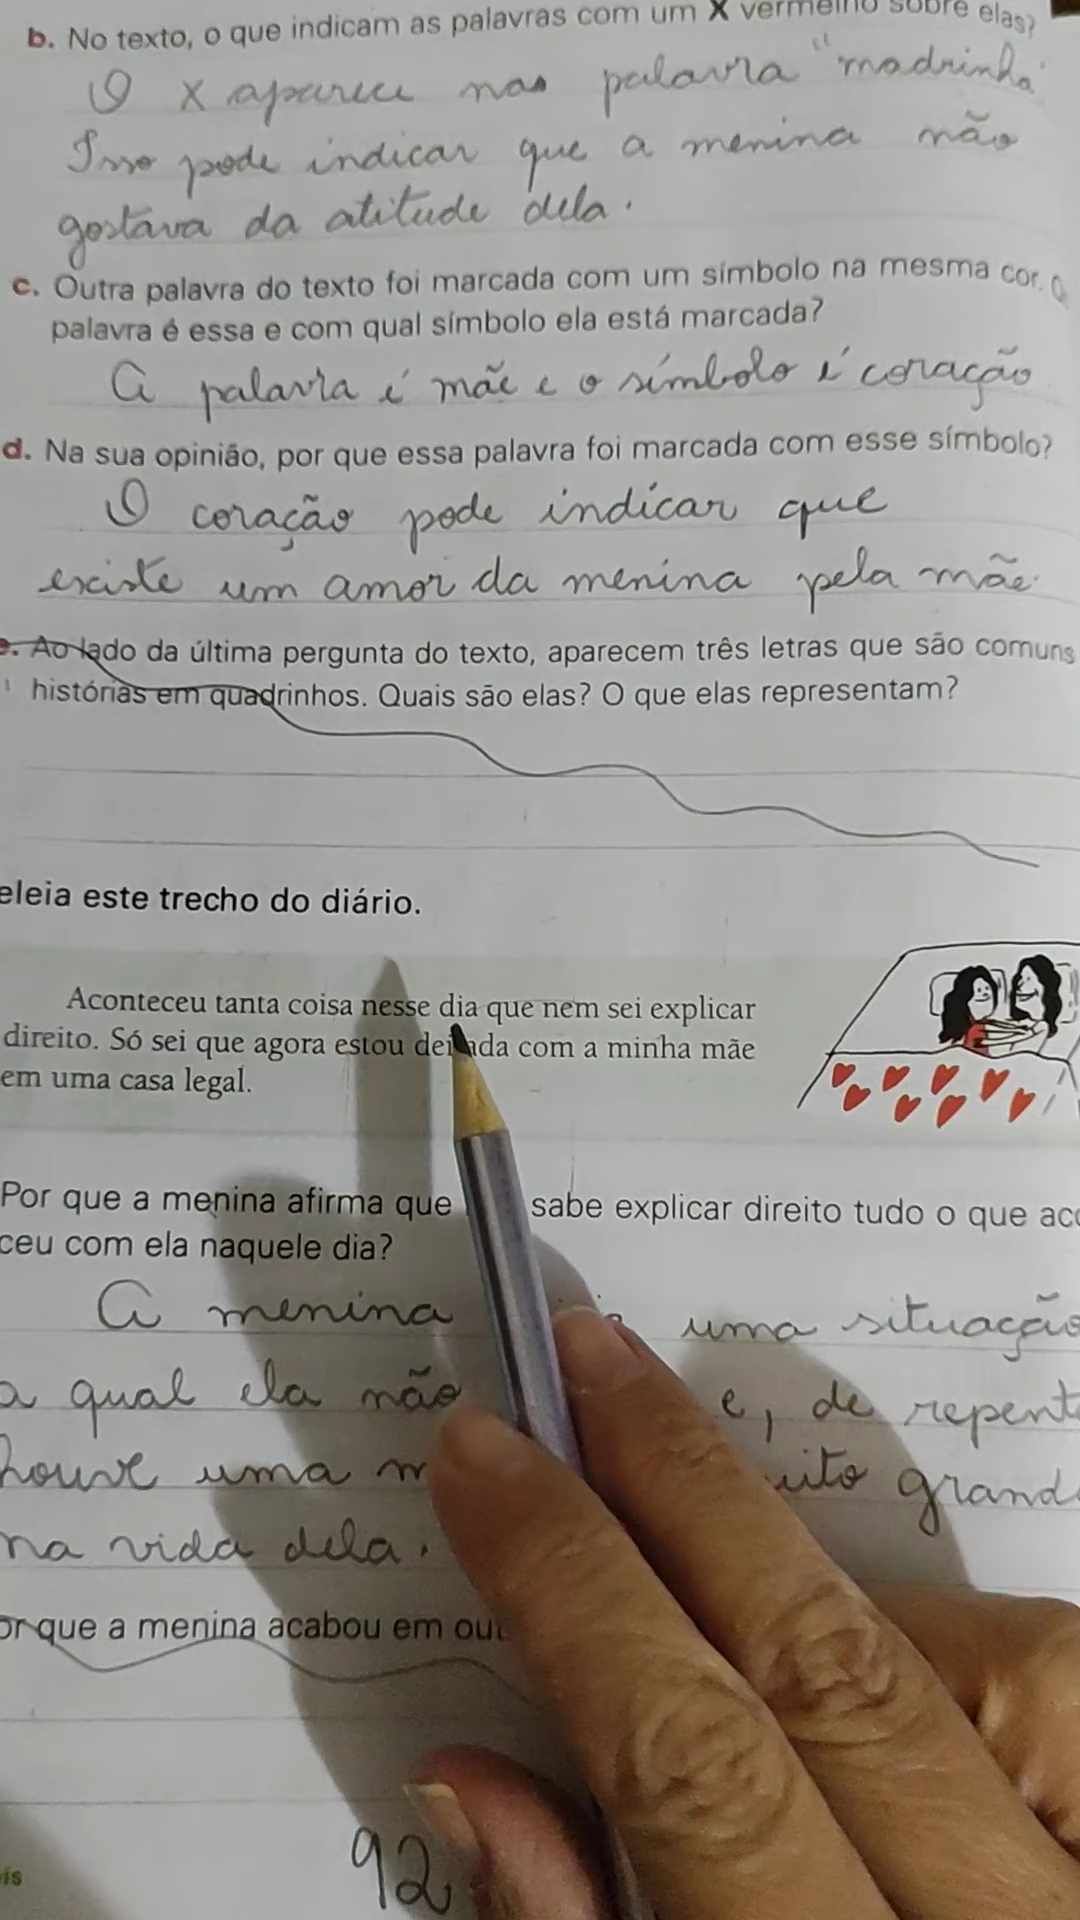 b. No texto, o que indicam as palavras com um X vermelho sobre elas?
O x aparece nas palavra "madrinha"
Isso pode indicar que a menina não
gostava da atitude dela.
c. Outra palavra do texto foi marcada com um símbolo na mesma cor. Q
palavra é essa e com qual símbolo ela está marcada?
A palavra é mãe e o símbolo é coração
d. Na sua opinião, por que essa palavra foi marcada com esse símbolo?
O coração pode indicar que
existe um amor da menina pela mãe.
e. Ao lado da última pergunta do texto, aparecem três letras que são comuns
histórias em quadrinhos. Quais são elas? O que elas representam?
eleia este trecho do diário.
Aconteceu tanta coisa nesse dia que nem sei explicar
direito. Só sei que agora estou dei ada com a minha mãe
em uma casa legal.
Por que a menina afirma que sabe explicar direito tudo o que aco
ceu com ela naquele dia?
A menina uma situação
a qual ela não e, de repent
houve uma m uito grand
na vida dela.
or que a menina acabou em out
92
is